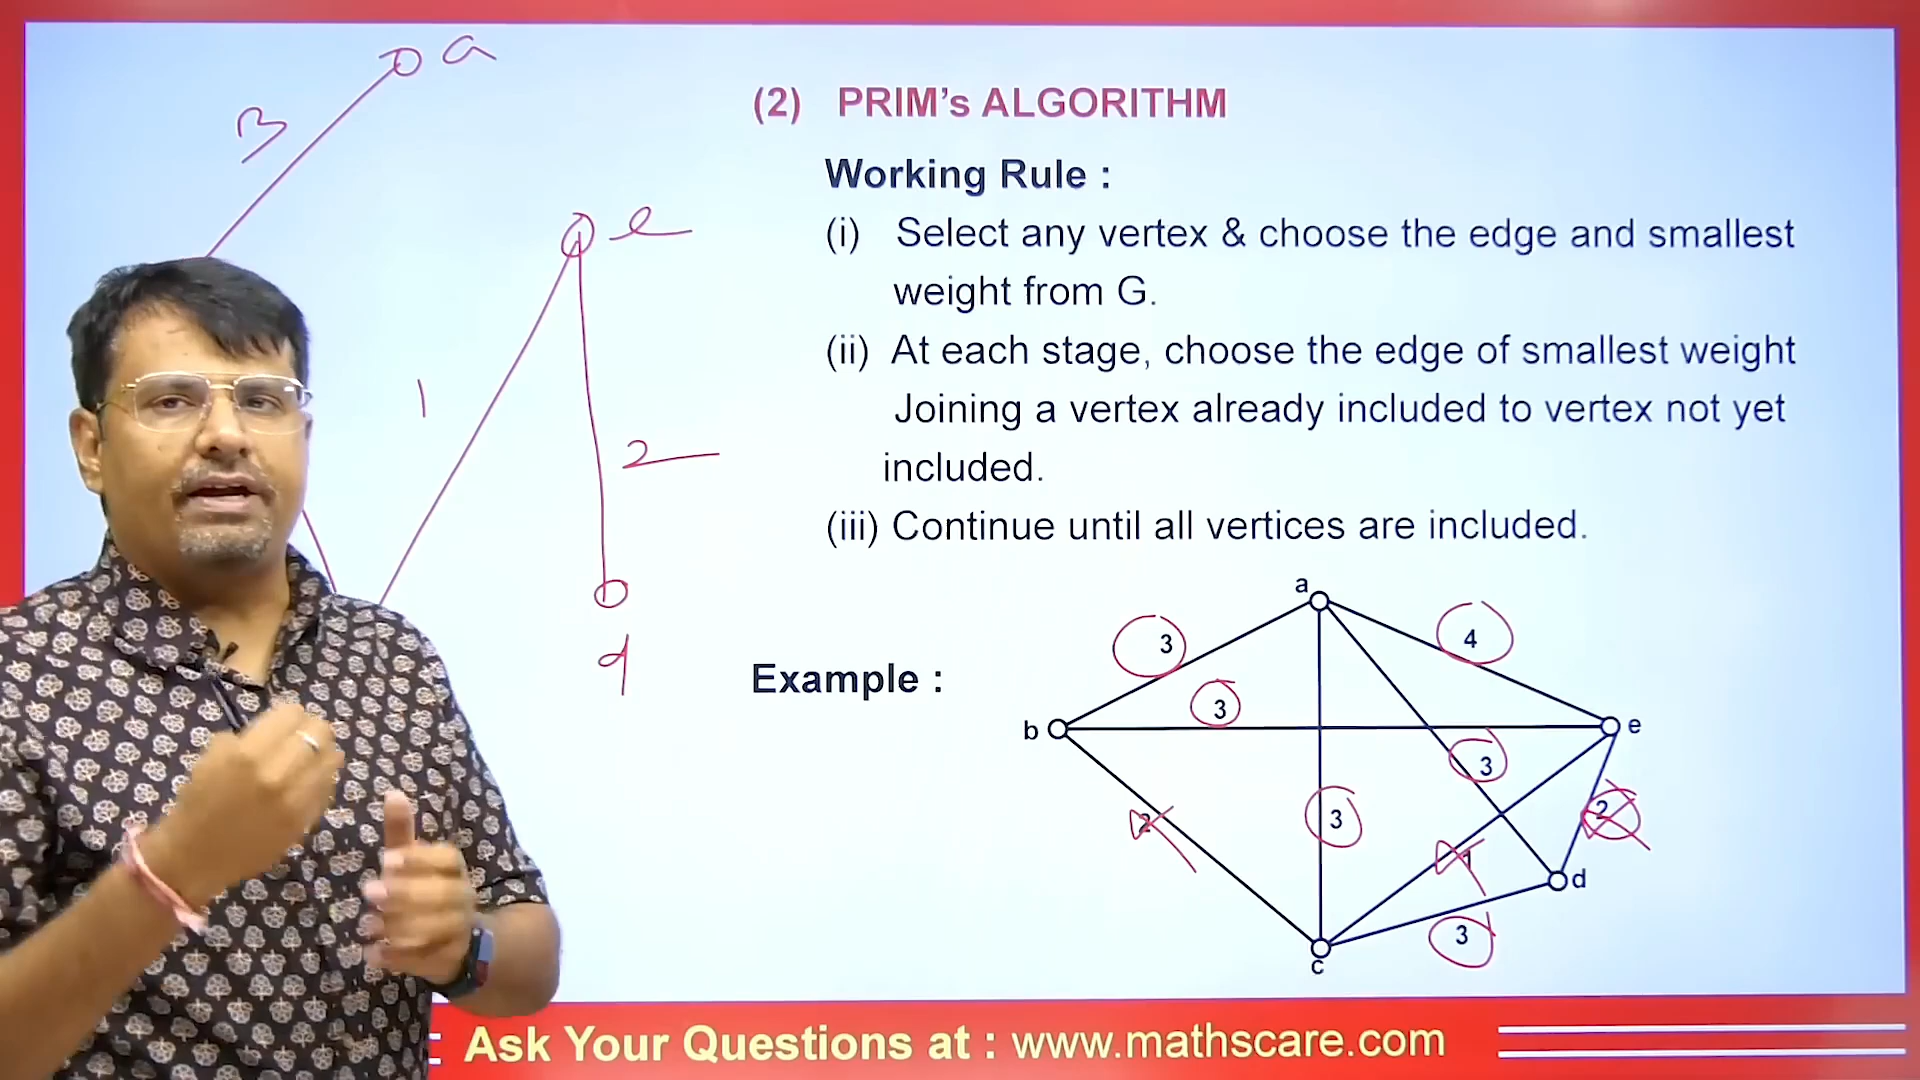 a
3
e
1
2
d
(2) PRIM's ALGORITHM
Working Rule :
(i) Select any vertex & choose the edge and smallest
weight from G.
(ii) At each stage, choose the edge of smallest weight
Joining a vertex already included to vertex not yet
included.
(iii) Continue until all vertices are included.
Example :
a
3
4
3
b
e
3
2
2
3
1
d
3
c
Ask Your Questions at : www.mathscare.com